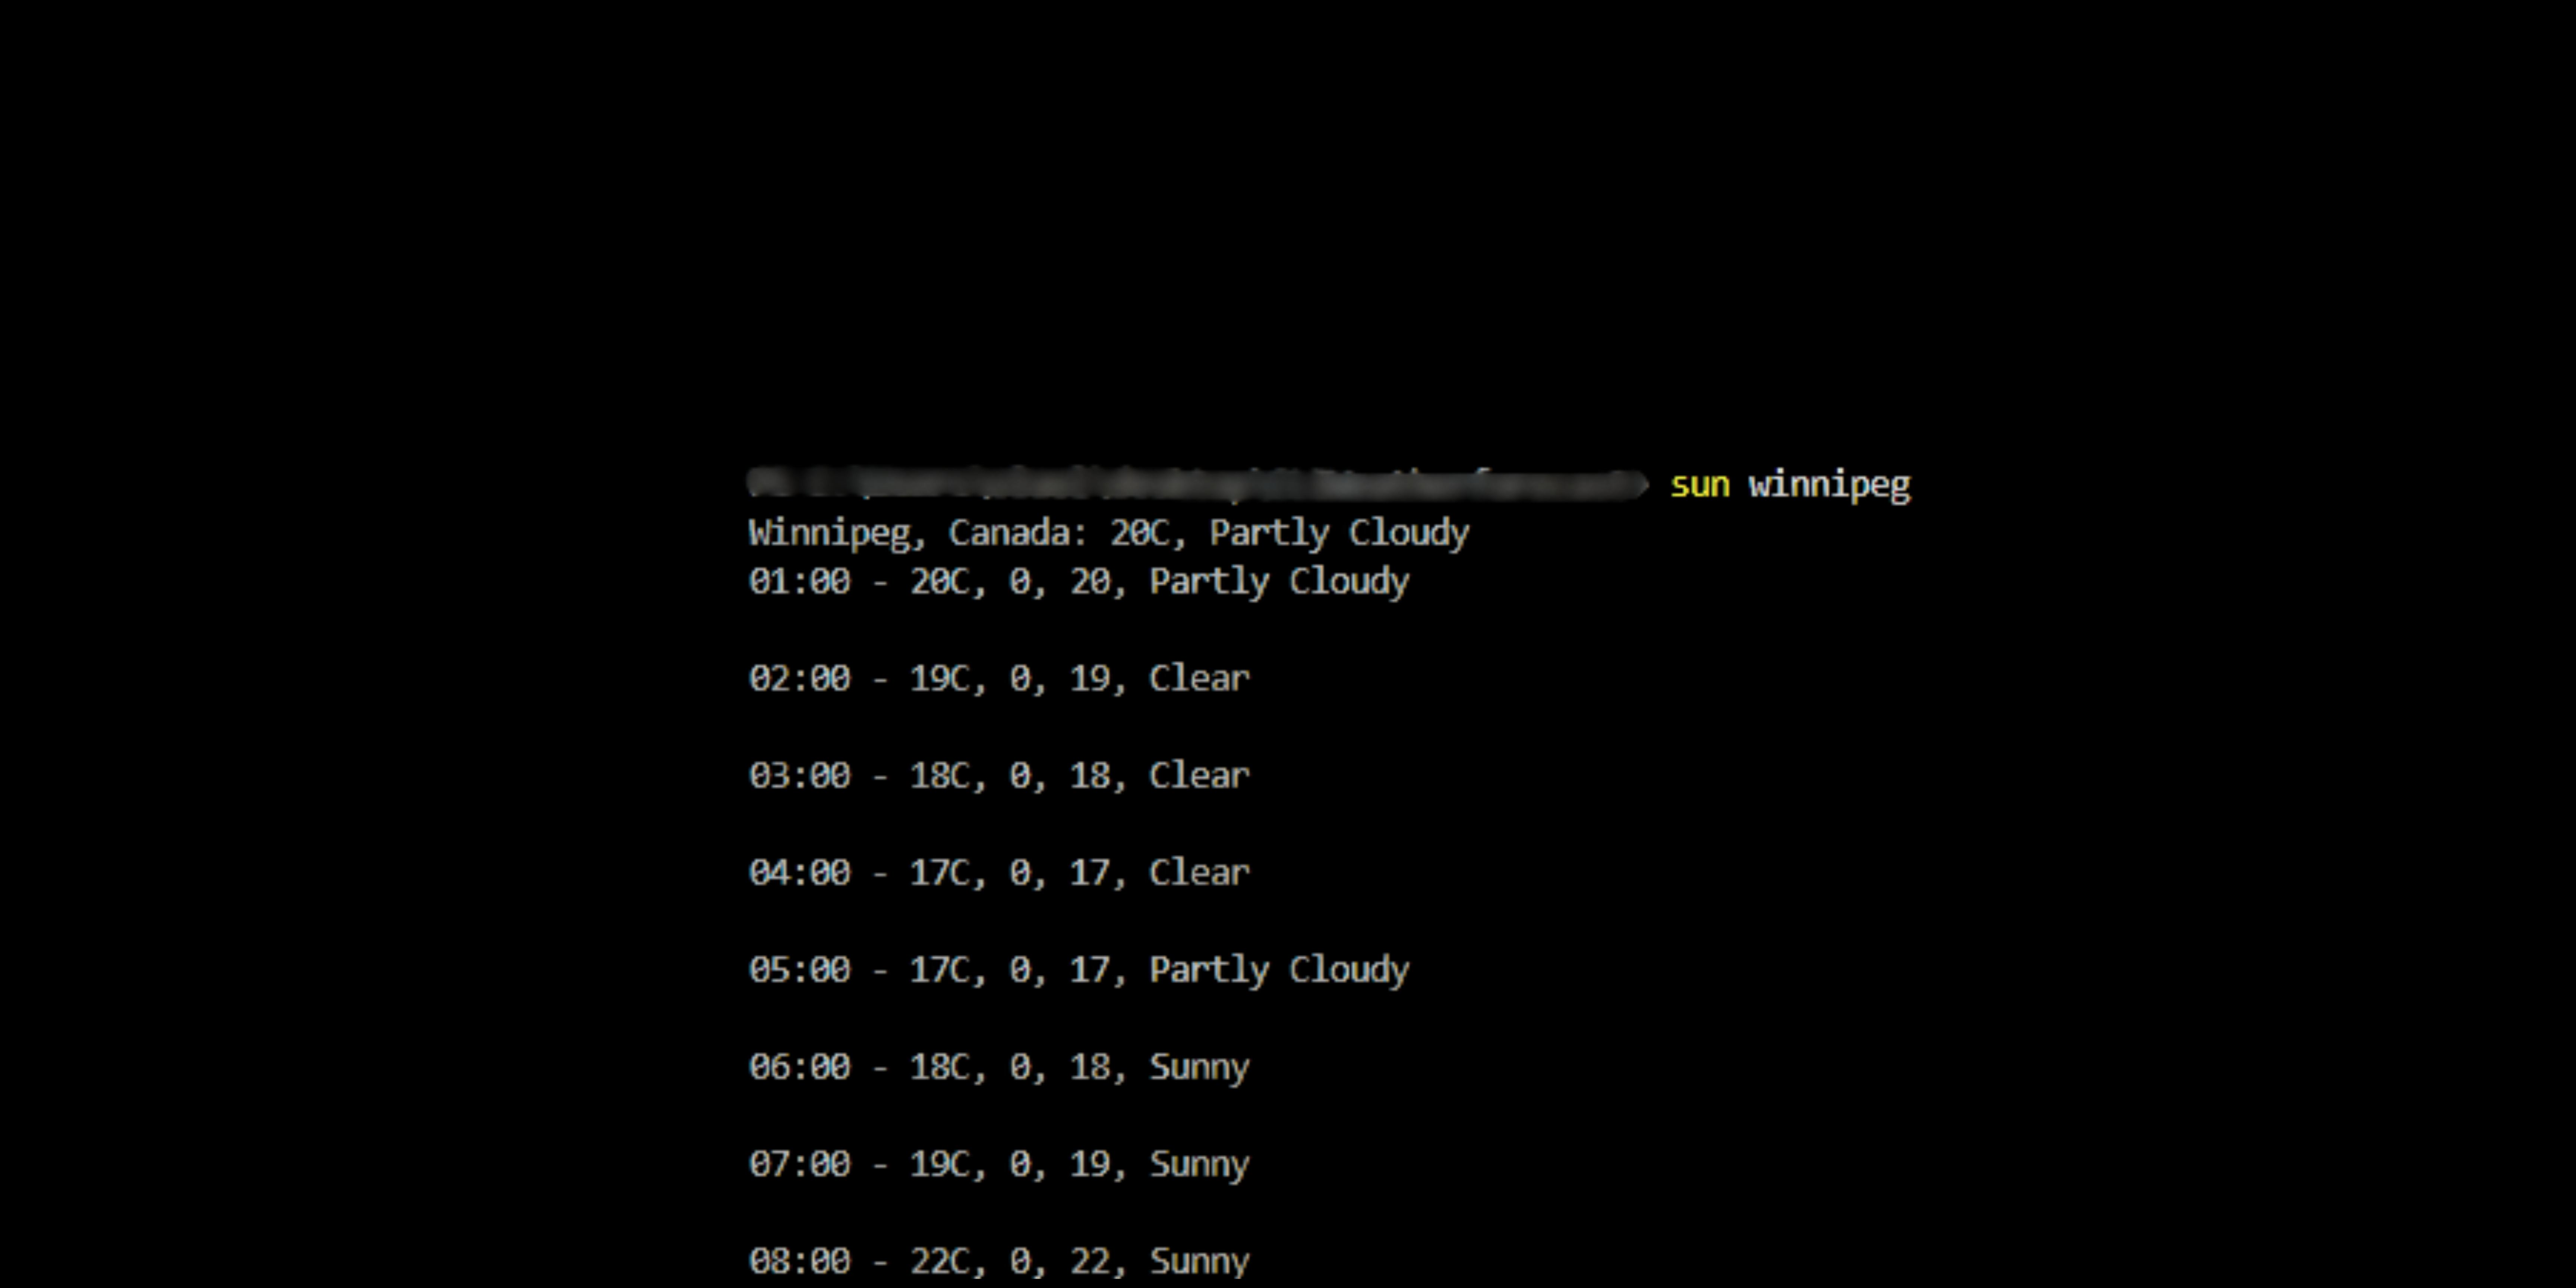 sun winnipeg
Winnipeg, Canada: 20C, Partly Cloudy
01:00 - 20C, 0, 20, Partly Cloudy
02:00 - 19C, 0, 19, Clear
03:00 - 18C, 0, 18, Clear
04:00 - 17C, 0, 17, Clear
05:00 - 17C, 0, 17, Partly Cloudy
06:00 - 18C, 0, 18, Sunny
07:00 - 19C, 0, 19, Sunny
08:00 - 22C, 0, 22, Sunny